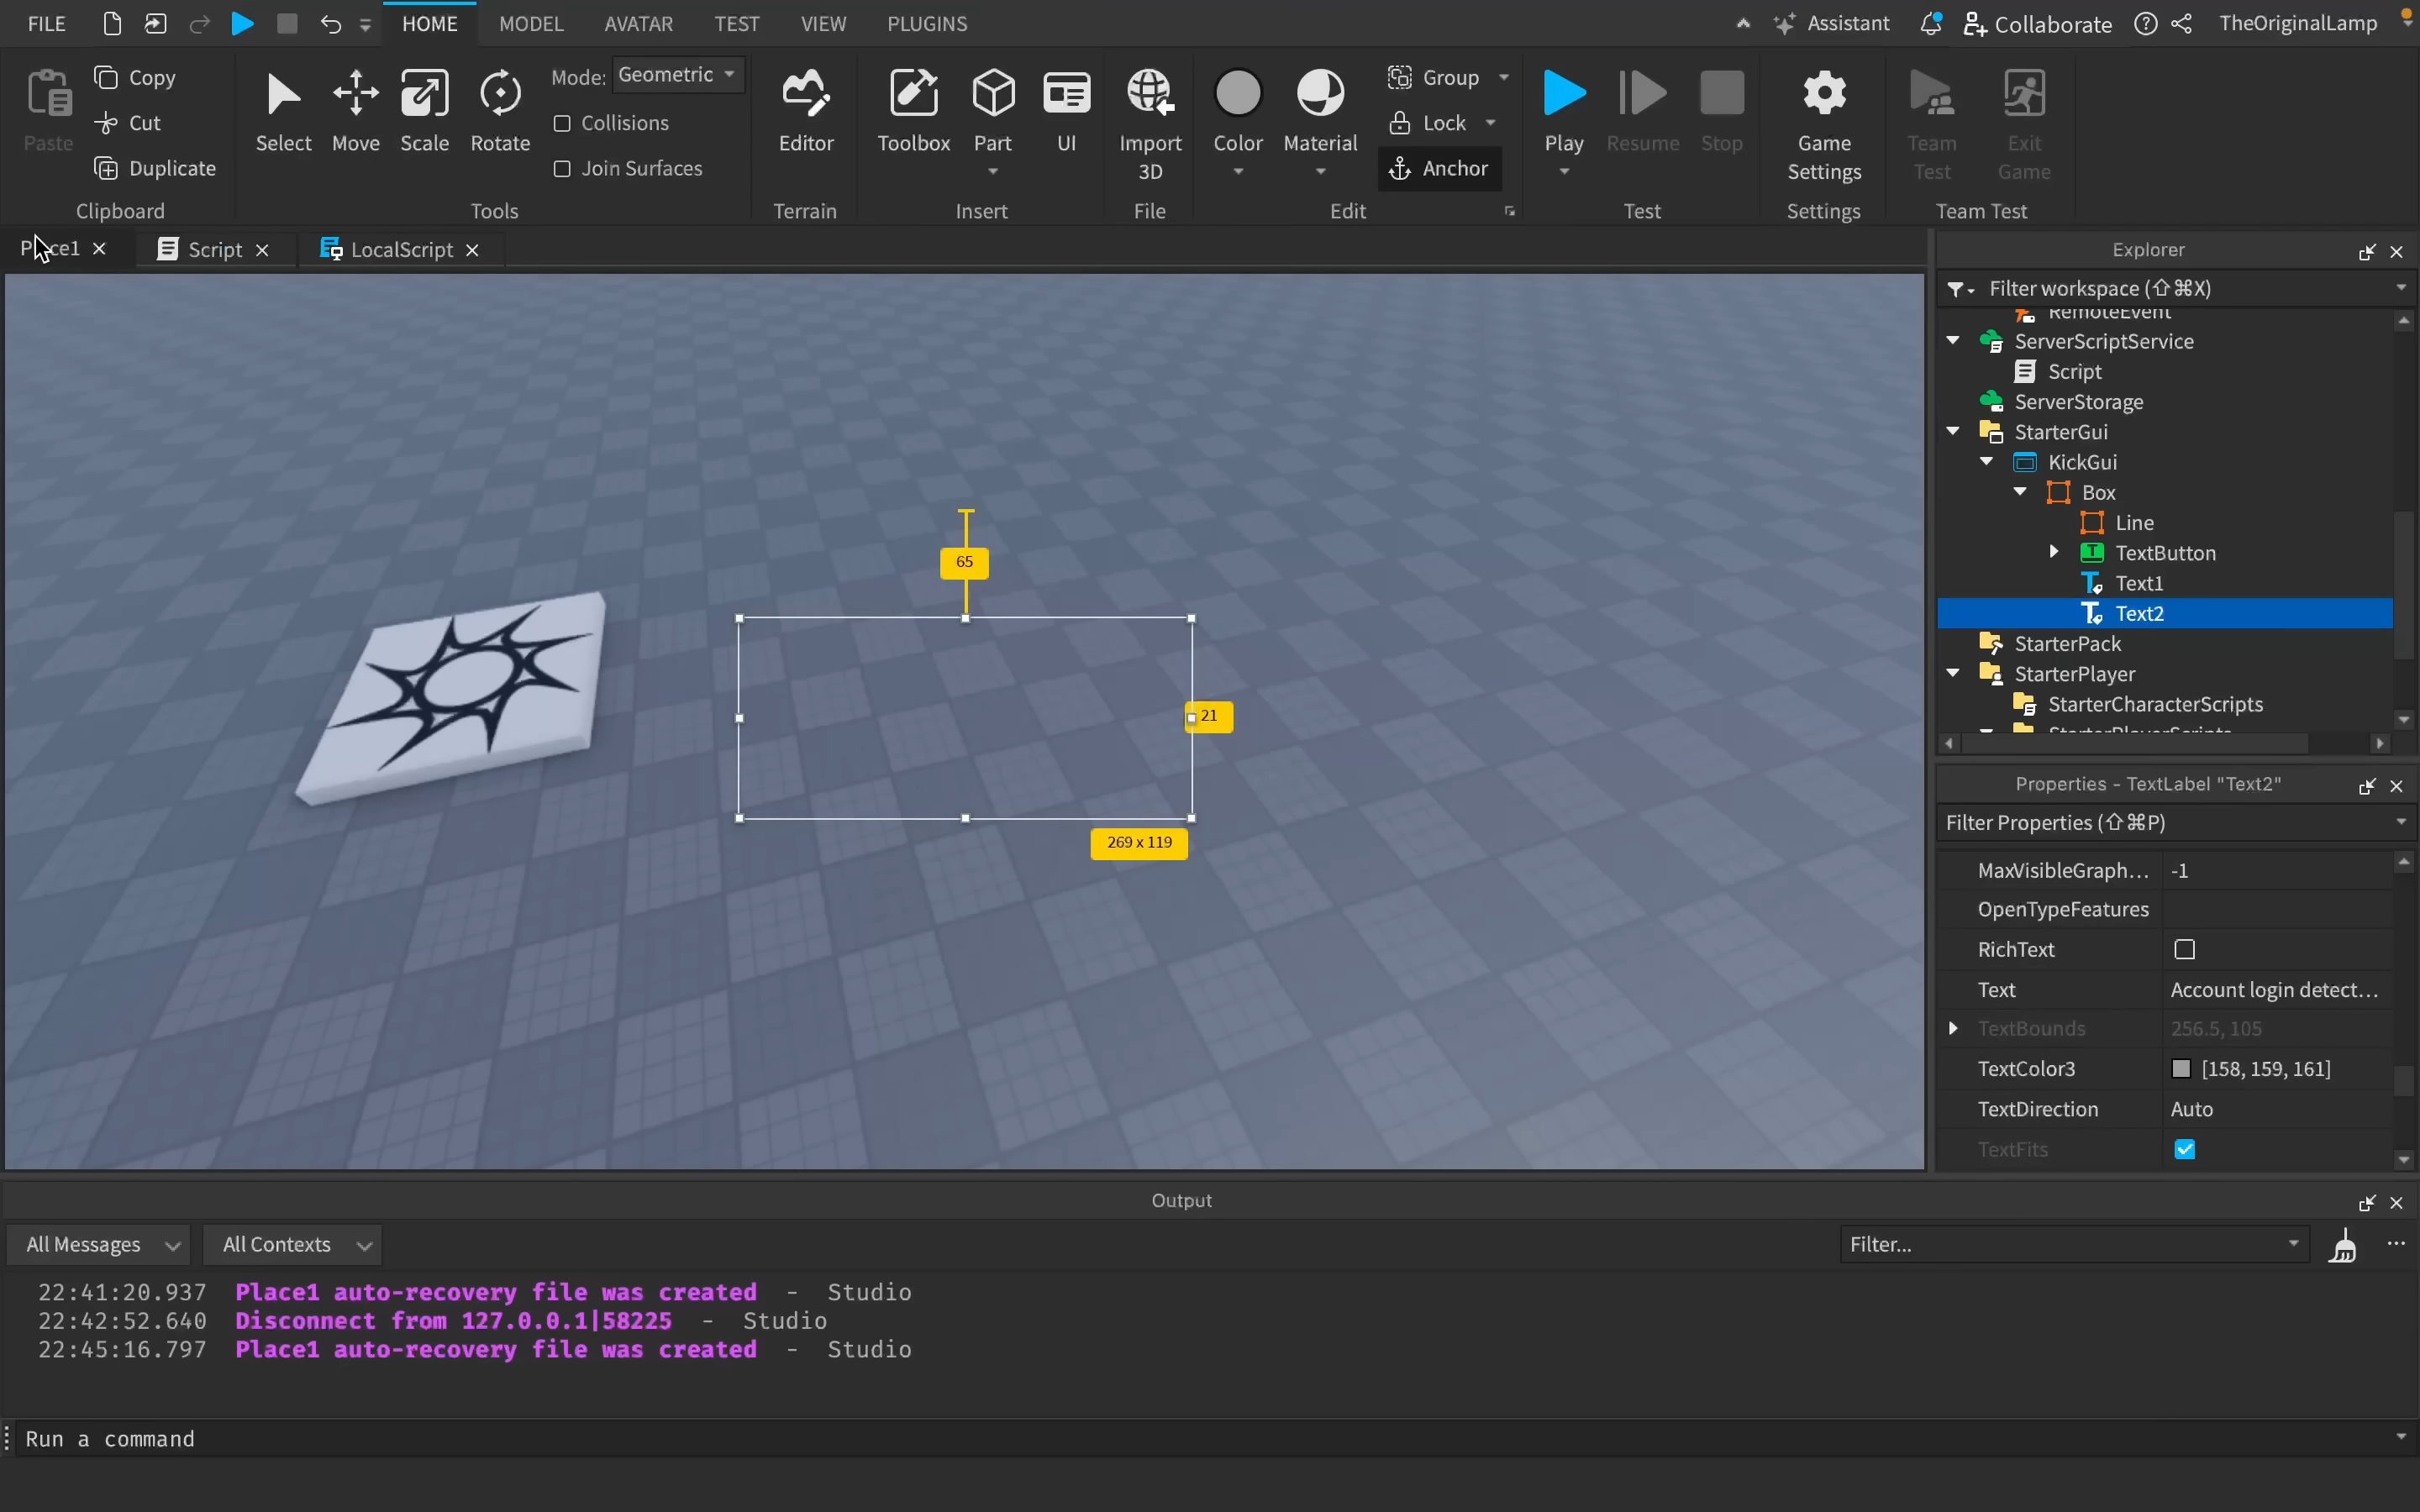 FILE
HOME
MODEL
AVATAR
TEST
VIEW
PLUGINS
Assistant
Collaborate
TheOriginalLamp
Paste
Copy
Cut
Duplicate
Clipboard
Select
Move
Scale
Rotate
Mode: Geometric
Collisions
Join Surfaces
Tools
Editor
Terrain
Toolbox
Part
UI
Insert
Import
3D
File
Color
Material
Group
Lock
Anchor
Edit
Play
Resume
Stop
Test
Game
Settings
Settings
Team
Test
Exit
Game
Team Test
Script
LocalScript
65
21
269 x 119
Explorer
Filter workspace (⇧⌘X)
RemoteEvent
ServerScriptService
Script
ServerStorage
StarterGui
KickGui
Box
Line
TextButton
Text1
Text2
StarterPack
StarterPlayer
StarterCharacterScripts
StarterPlayerScripts
Properties - TextLabel "Text2"
Filter Properties (⇧⌘P)
MaxVisibleGraph... -1
OpenTypeFeatures
RichText
Text Account login detect...
TextBounds 256.5, 105
TextColor3 [158, 159, 161]
TextDirection Auto
TextFits
Output
All Messages
All Contexts
Filter...
22:41:20.937 Place1 auto-recovery file was created - Studio
22:42:52.640 Disconnect from 127.0.0.1|58225 - Studio
22:45:16.797 Place1 auto-recovery file was created - Studio
Run a command